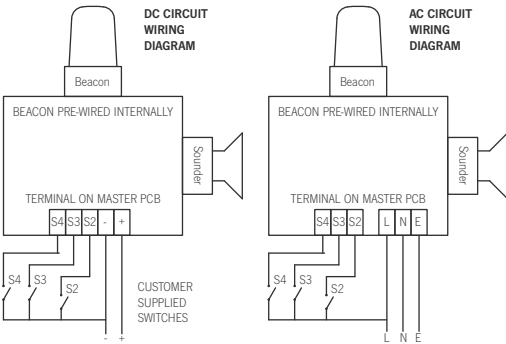 DC CIRCUIT
WIRING
DIAGRAM
Beacon
BEACON PRE-WIRED INTERNALLY
Sounder
TERMINAL ON MASTER PCB
S4 S3 S2 - +
S4 S3
S2
CUSTOMER
SUPPLIED
SWITCHES
- +
AC CIRCUIT
WIRING
DIAGRAM
Beacon
BEACON PRE-WIRED INTERNALLY
Sounder
TERMINAL ON MASTER PCB
S4 S3 S2 L N E
S4 S3
S2
L N E